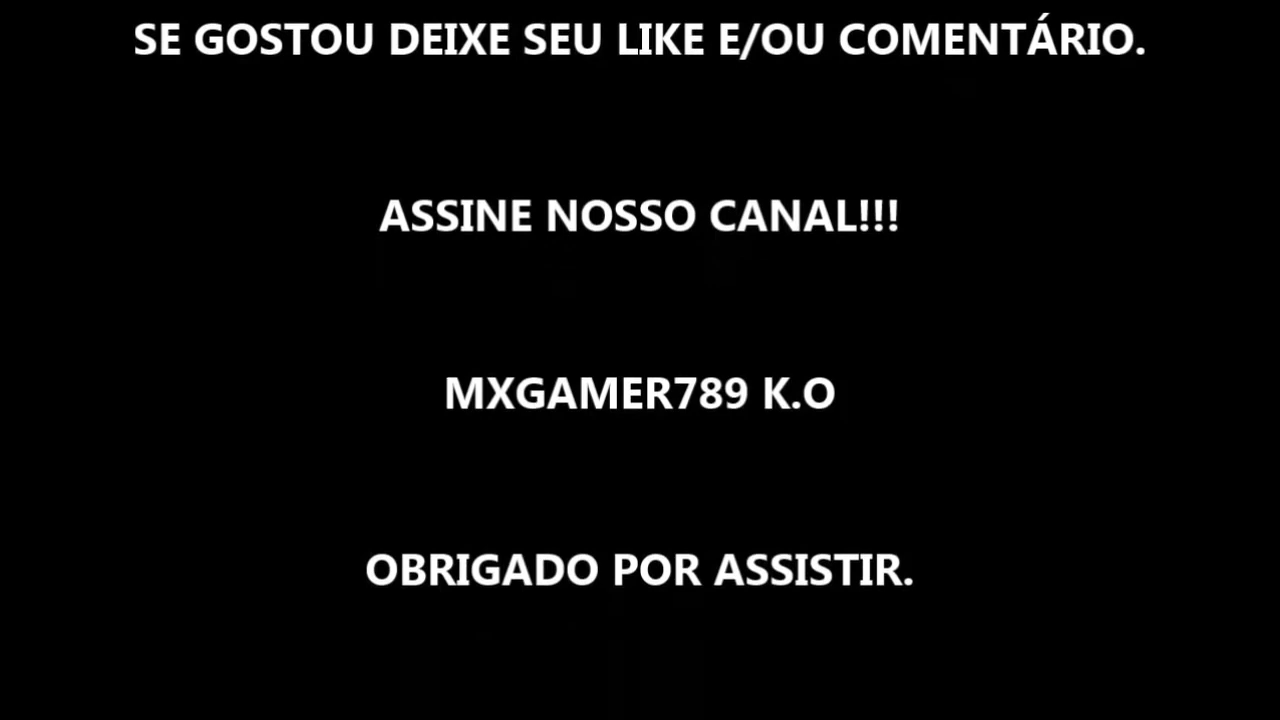 SE GOSTOU DEIXE SEU LIKE E/OU COMENTÁRIO.
ASSINE NOSSO CANAL!!!
MXGAMER789 K.O
OBRIGADO POR ASSISTIR.